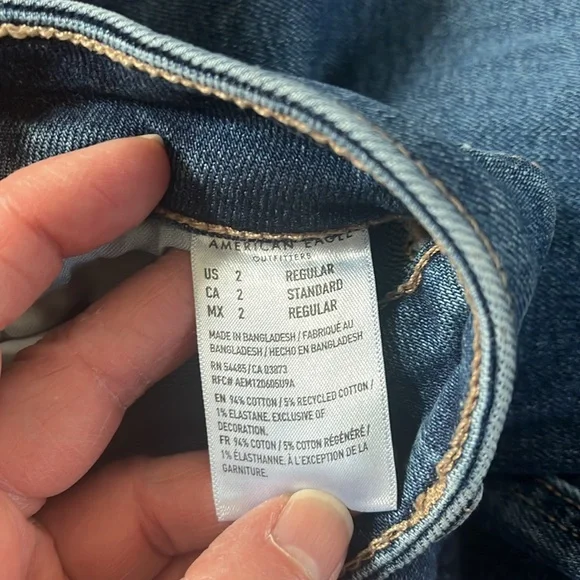 AMERICAN EAGLE
OUTFITTERS
US 2 REGULAR
CA 2 STANDARD
MX 2 REGULAR
MADE IN BANGLADESH / FABRIQUÉ AU
BANGLADESH / HECHO EN BANGLADESH
RN 54485 / CA 03873
RFC# AEM120606U9A
EN 94% COTTON / 5% RECYCLED COTTON /
1% ELASTANE. EXCLUSIVE OF
DECORATION.
FR 94% COTON / 5% COTON RÉGÉNÉRÉ /
1% ÉLASTHANNE. À L'EXCEPTION DE LA
GARNITURE.